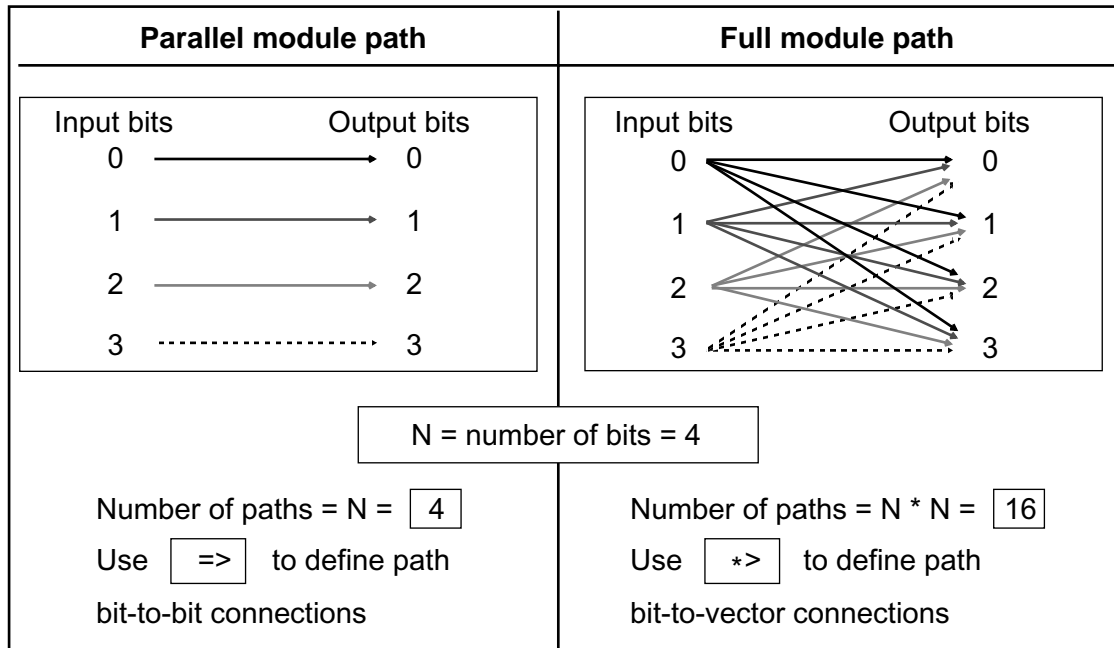 Parallel module path
Full module path
Input bits Output bits
0 0
1 1
2 2
3 3
Input bits Output bits
0 0
1 1
2 2
3 3
N = number of bits = 4
Number of paths = N = 4
Use => to define path
bit-to-bit connections
Number of paths = N * N = 16
Use *> to define path
bit-to-vector connections